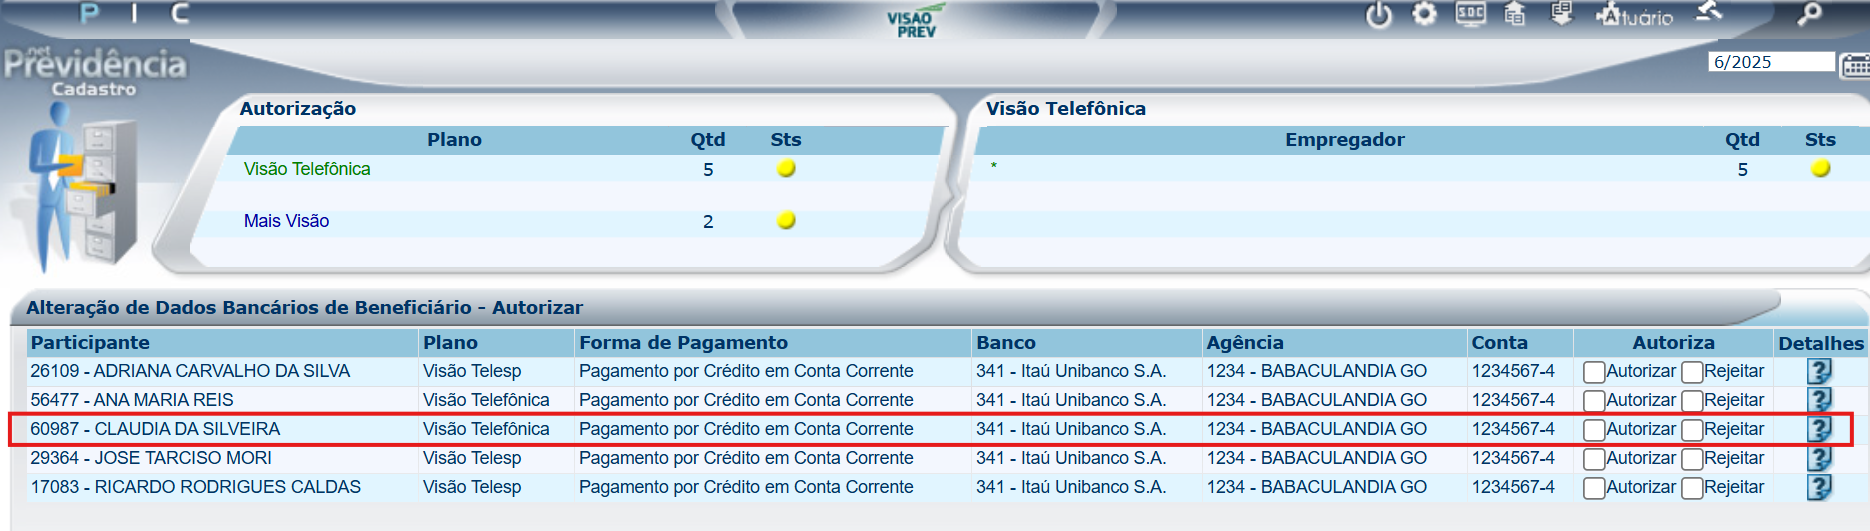 P I C
VISAO
PREV
SDC
Atuário
.net
Previdência
Cadastro
6/2025
Autorização
Plano Qtd Sts
Visão Telefônica 5
Mais Visão 2
Visão Telefônica
Empregador Qtd Sts
* 5
Alteração de Dados Bancários de Beneficiário - Autorizar
Participante Plano Forma de Pagamento Banco Agência Conta Autoriza Detalhes
26109 - ADRIANA CARVALHO DA SILVA Visão Telesp Pagamento por Crédito em Conta Corrente 341 - Itaú Unibanco S.A. 1234 - BABACULANDIA GO 1234567-4 Autorizar Rejeitar
56477 - ANA MARIA REIS Visão Telefônica Pagamento por Crédito em Conta Corrente 341 - Itaú Unibanco S.A. 1234 - BABACULANDIA GO 1234567-4 Autorizar Rejeitar
60987 - CLAUDIA DA SILVEIRA Visão Telefônica Pagamento por Crédito em Conta Corrente 341 - Itaú Unibanco S.A. 1234 - BABACULANDIA GO 1234567-4 Autorizar Rejeitar
29364 - JOSE TARCISO MORI Visão Telesp Pagamento por Crédito em Conta Corrente 341 - Itaú Unibanco S.A. 1234 - BABACULANDIA GO 1234567-4 Autorizar Rejeitar
17083 - RICARDO RODRIGUES CALDAS Visão Telesp Pagamento por Crédito em Conta Corrente 341 - Itaú Unibanco S.A. 1234 - BABACULANDIA GO 1234567-4 Autorizar Rejeitar